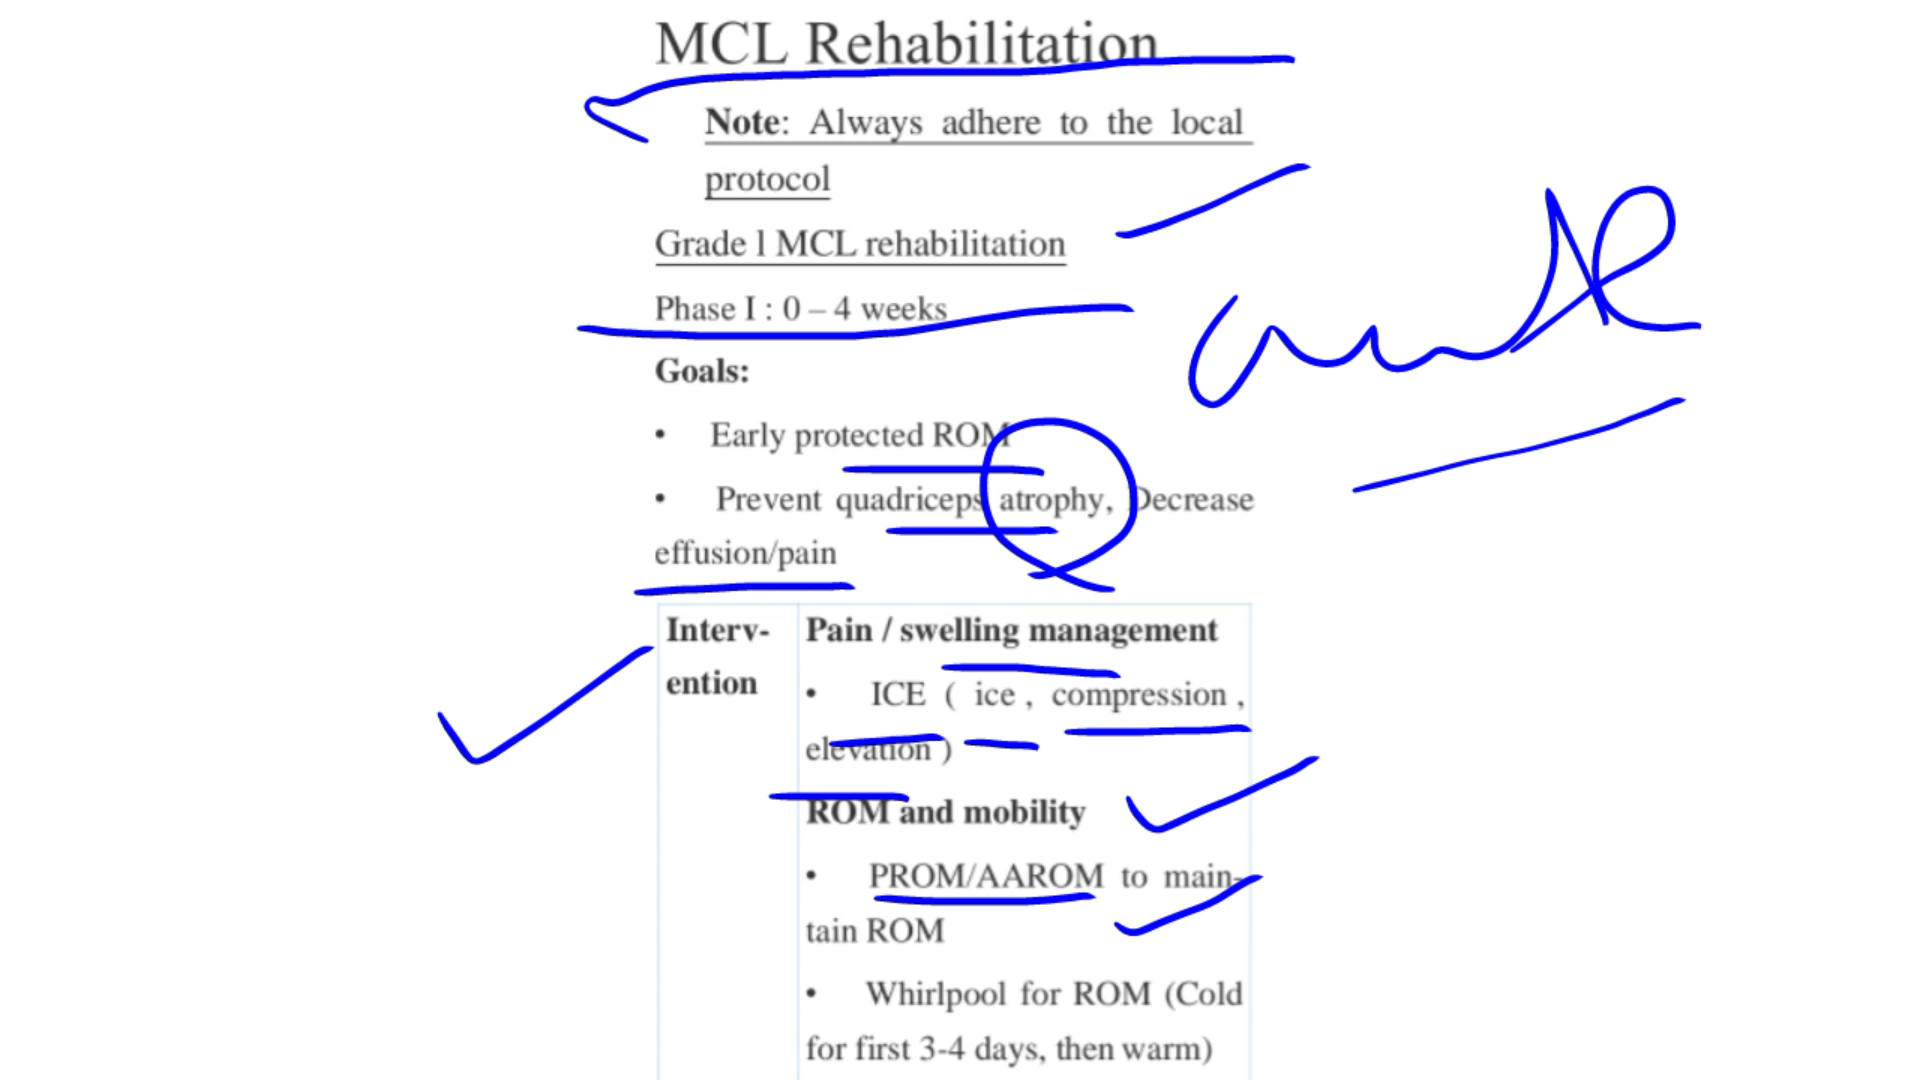 MCL Rehabilitation
Note: Always adhere to the local
protocol
Grade l MCL rehabilitation
Phase I : 0 – 4 weeks
Goals:
• Early protected ROM
• Prevent quadriceps atrophy, Decrease
effusion/pain
Interv-
ention
Pain / swelling management
• ICE ( ice , compression ,
elevation )
ROM and mobility
• PROM/AAROM to main-
tain ROM
• Whirlpool for ROM (Cold
for first 3-4 days, then warm)